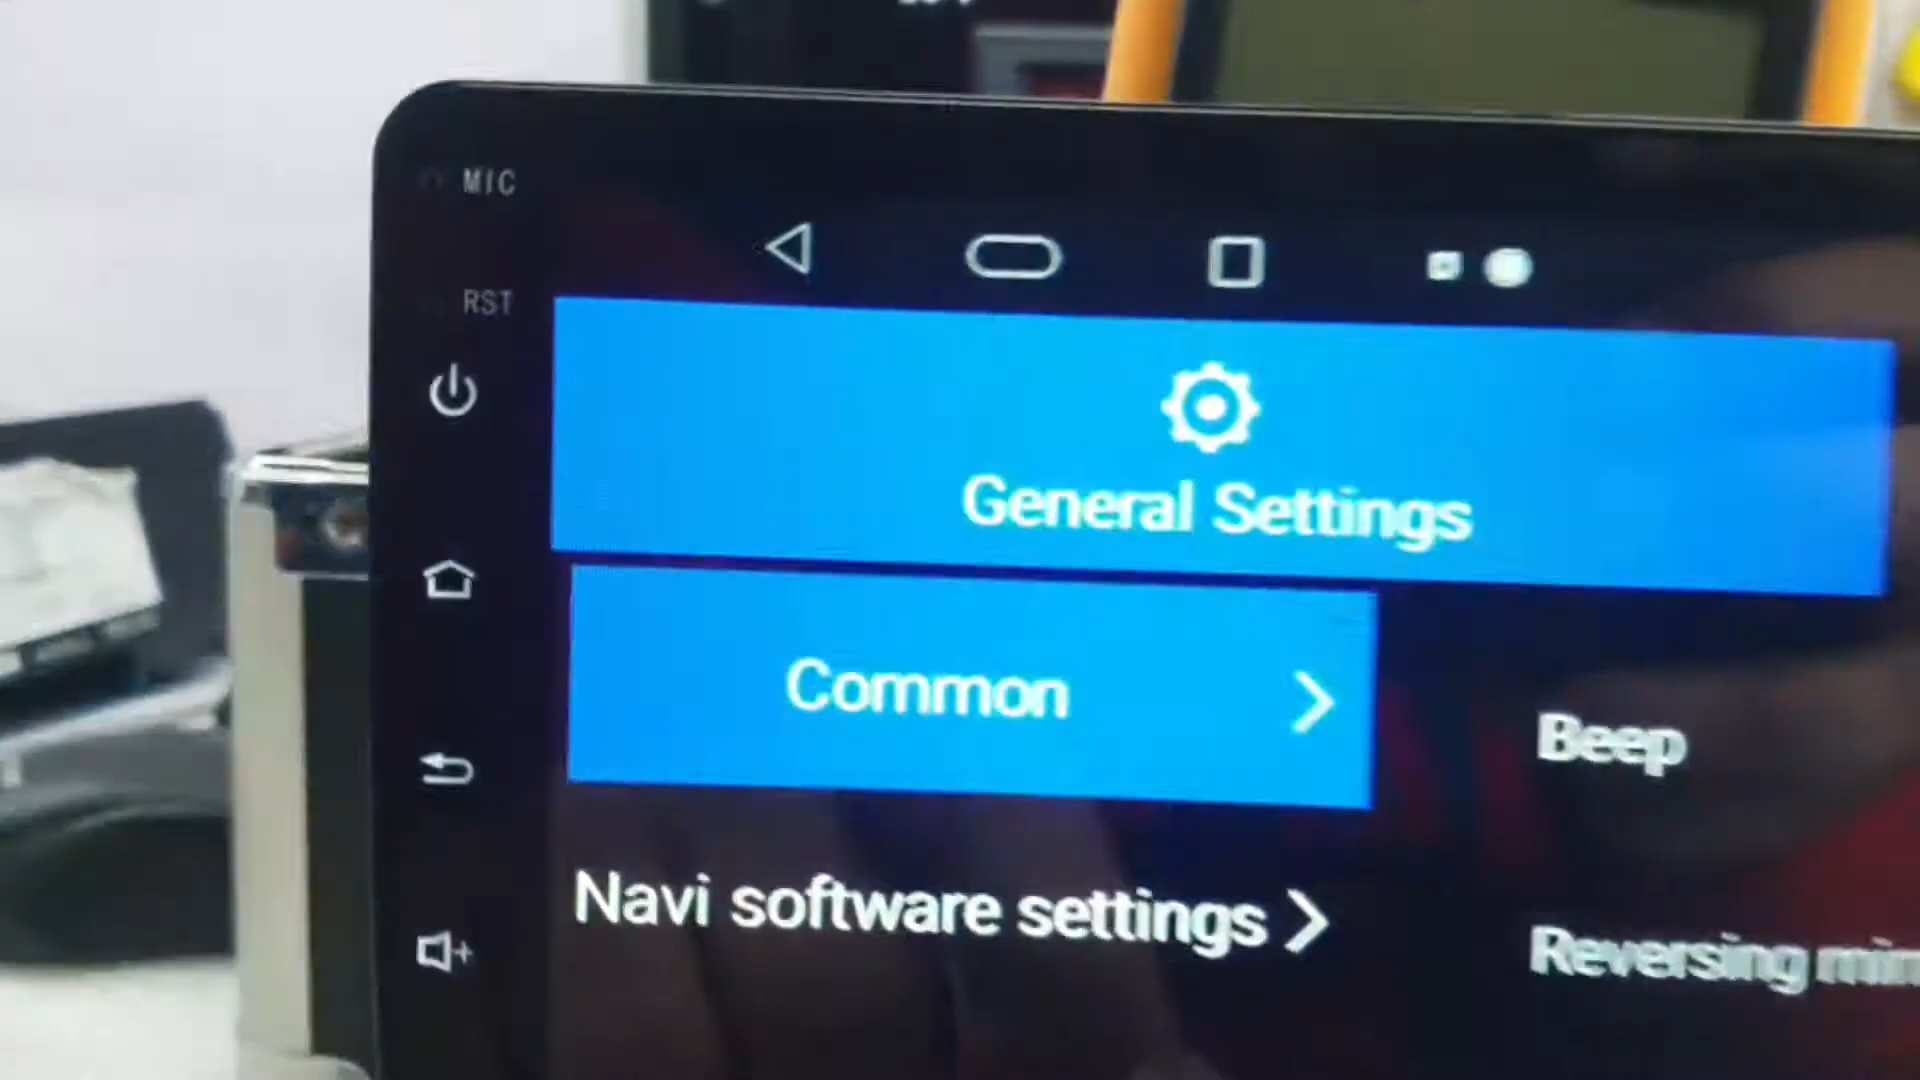 MIC
RST
General Settings
Common
Beep
Navi software settings
Reversing